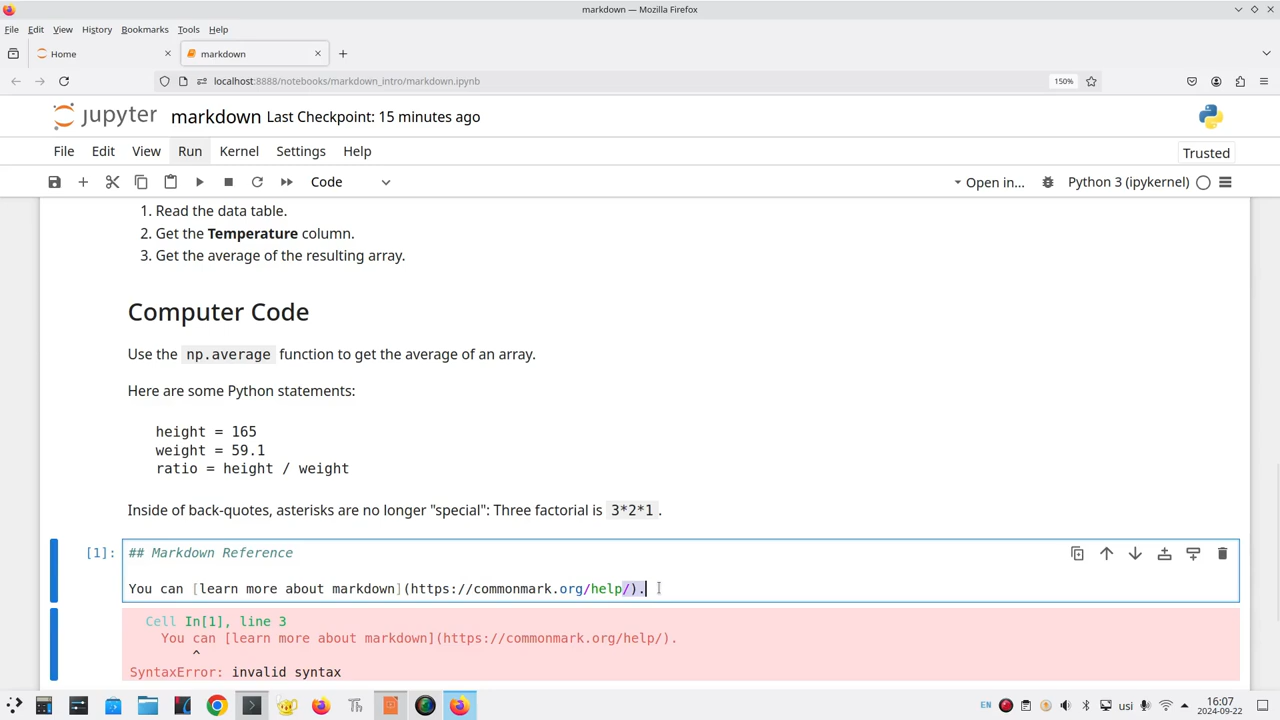 markdown — Mozilla Firefox
File Edit View History Bookmarks Tools Help
Home
markdown
localhost:8888/notebooks/markdown_intro/markdown.ipynb
150%
jupyter markdown Last Checkpoint: 15 minutes ago
File Edit View Run Kernel Settings Help
Trusted
Code
Open in...
Python 3 (ipykernel)
1. Read the data table.
2. Get the Temperature column.
3. Get the average of the resulting array.
Computer Code
Use the np.average function to get the average of an array.
Here are some Python statements:
height = 165
weight = 59.1
ratio = height / weight
Inside of back-quotes, asterisks are no longer "special": Three factorial is 3*2*1.
[1]:
## Markdown Reference
You can [learn more about markdown](https://commonmark.org/help/).
Cell In[1], line 3
You can [learn more about markdown](https://commonmark.org/help/).
^
SyntaxError: invalid syntax
Th
EN
usi
16:07
2024-09-22